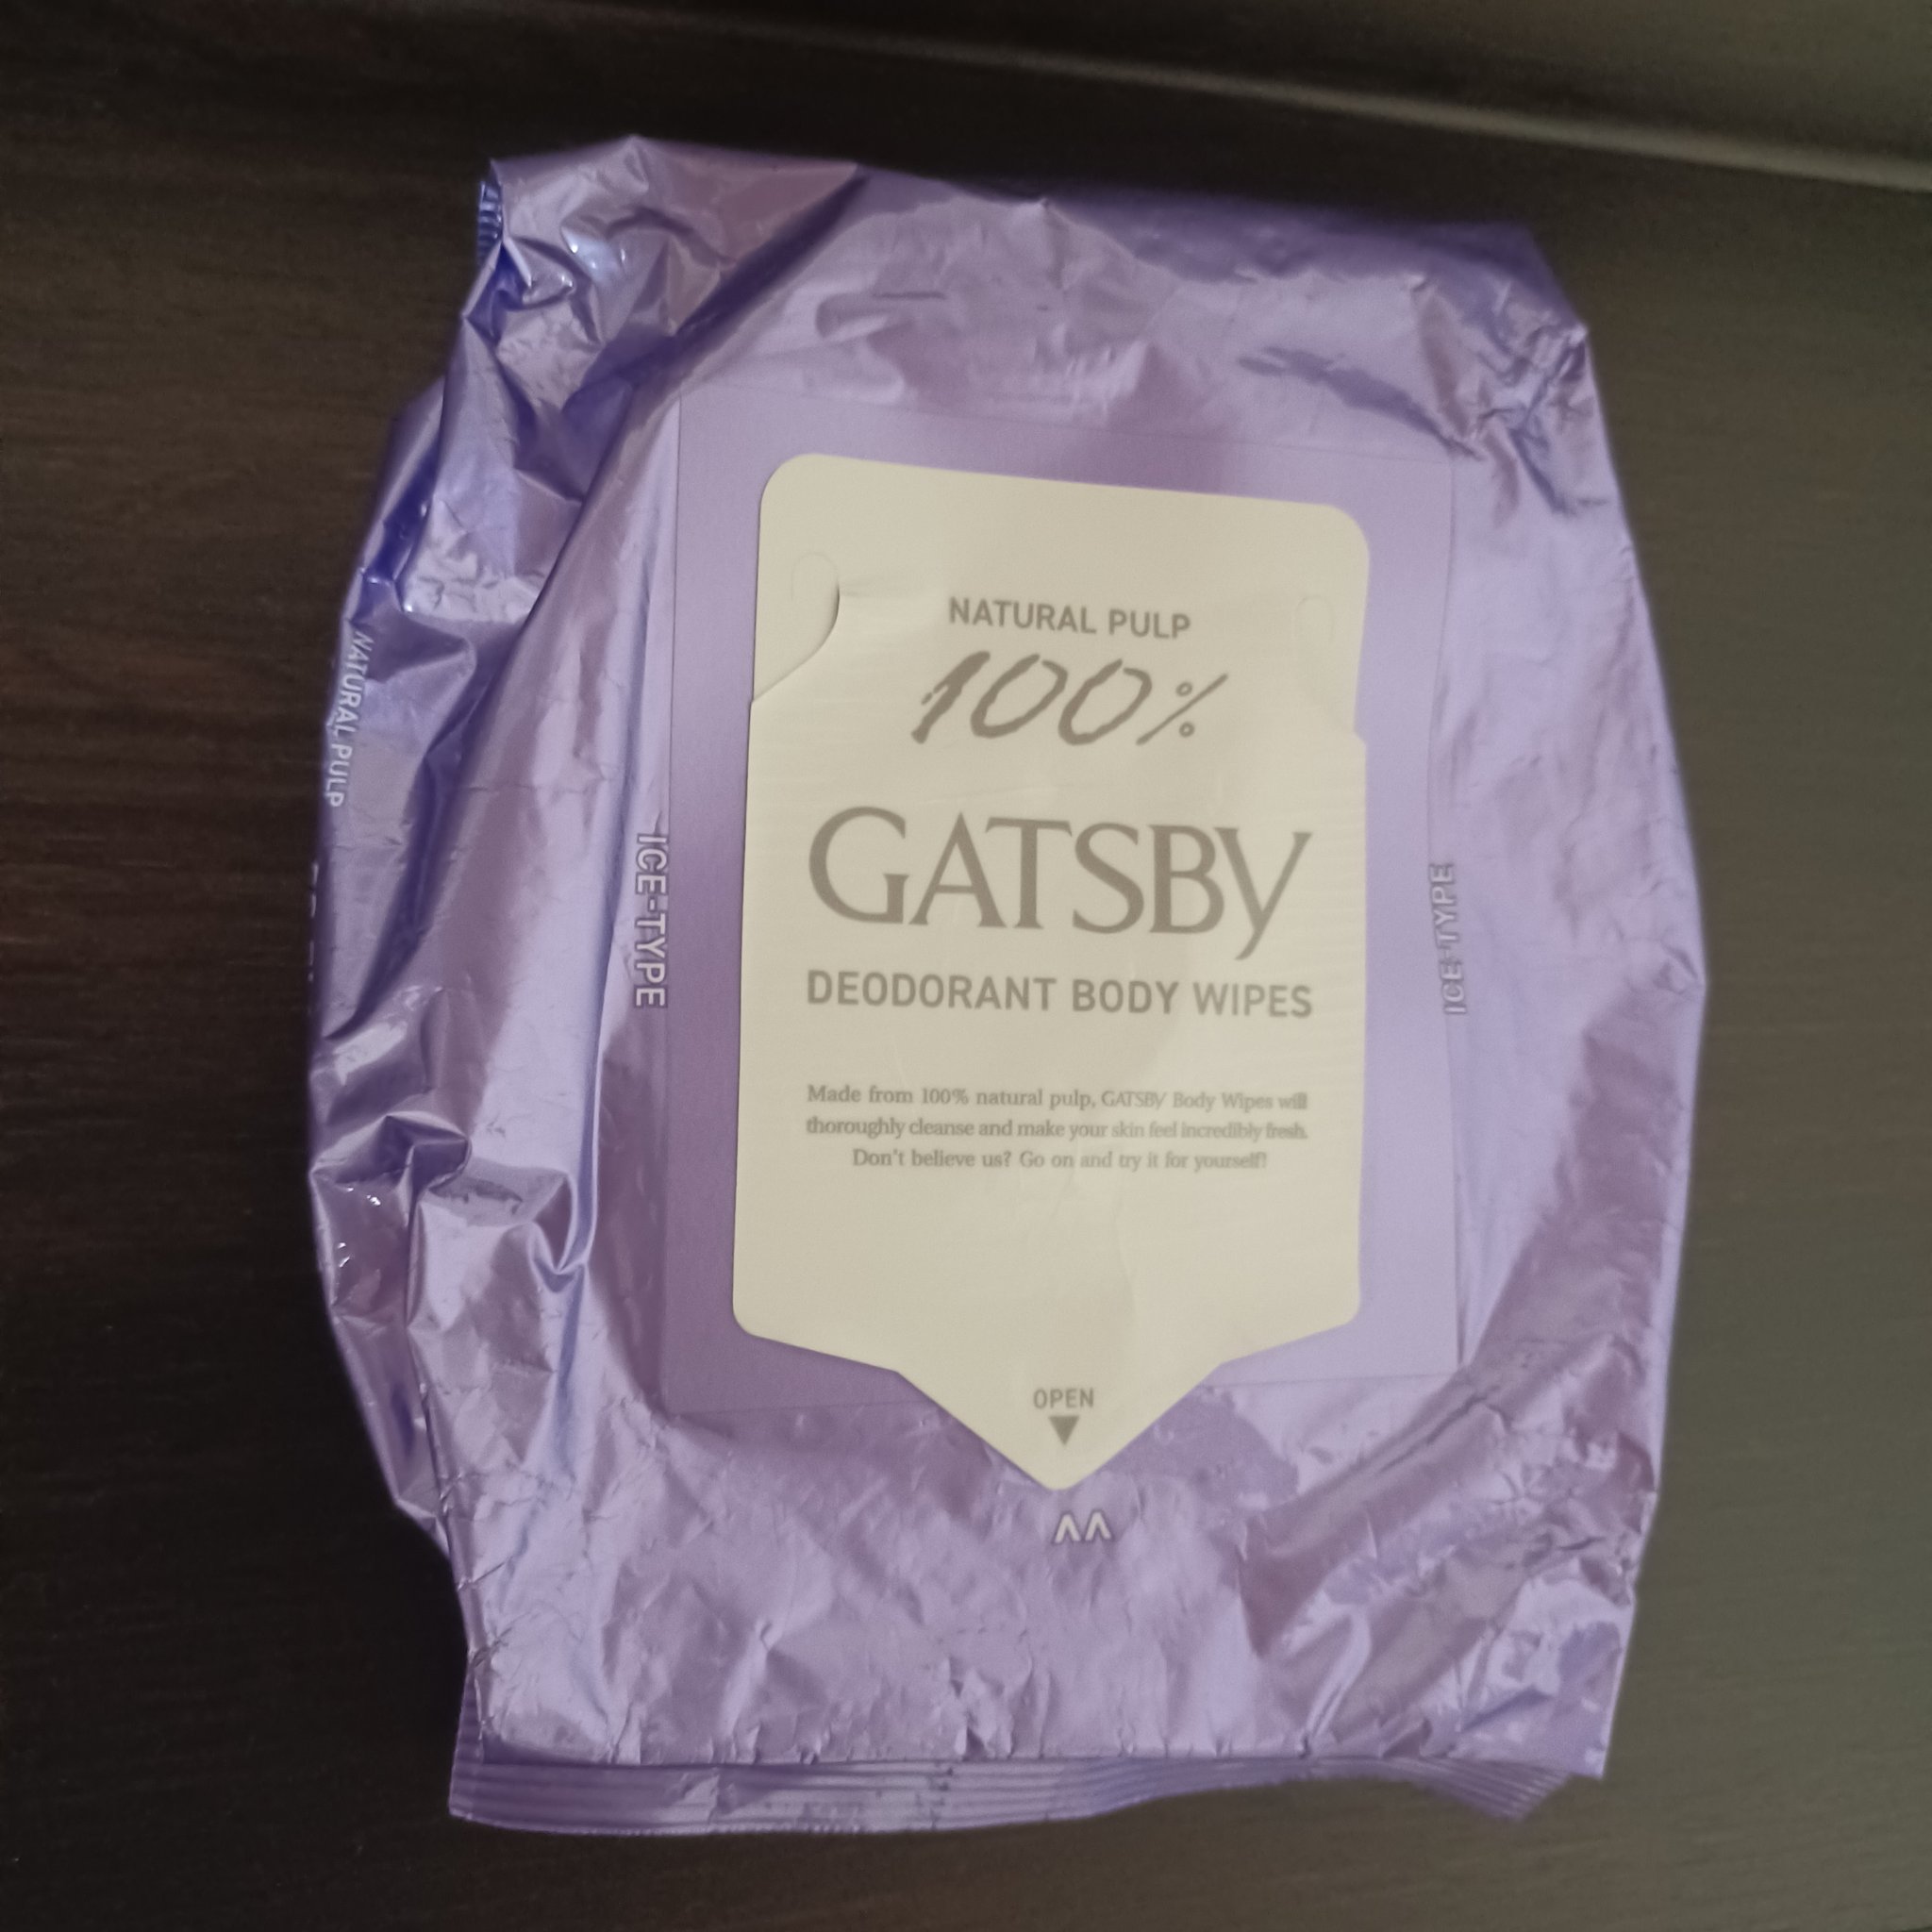 NATURAL PULP
100%
GATSBY
DEODORANT BODY WIPES
Made from 100% natural pulp, GATSBY Body Wipes will
thoroughly cleanse and make your skin feel incredibly fresh.
Don't believe us? Go on and try it for yourself!
OPEN
ICE-TYPE
ICE-TYPE
NATURAL PULP